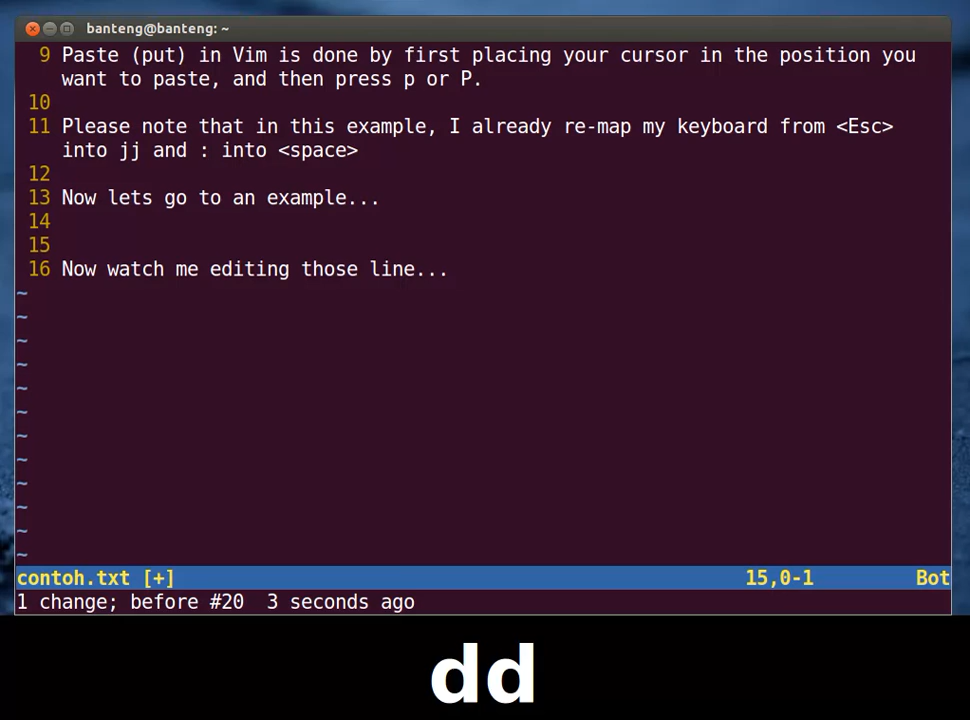 banteng@banteng: ~
9 Paste (put) in Vim is done by first placing your cursor in the position you
want to paste, and then press p or P.
10
11 Please note that in this example, I already re-map my keyboard from <Esc>
into jj and : into <space>
12
13 Now lets go to an example...
14
15
16 Now watch me editing those line...
~
~
~
~
~
~
~
~
~
~
~
~
contoh.txt [+] 15,0-1 Bot
1 change; before #20 3 seconds ago
dd